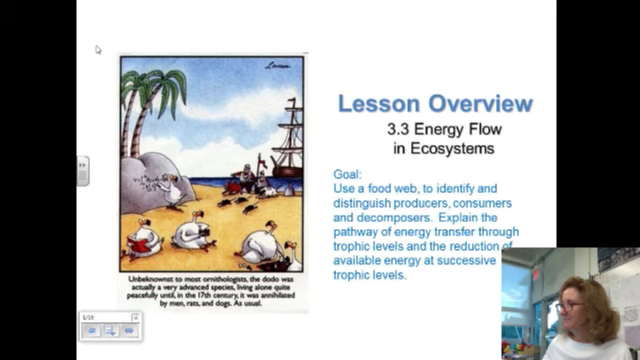 Larson
Lesson Overview
3.3 Energy Flow
in Ecosystems
Goal:
Use a food web, to identify and
distinguish producers, consumers
and decomposers. Explain the
pathway of energy transfer through
trophic levels and the reduction of
available energy at successive
trophic levels.
Unbeknownst to most ornithologists, the dodo was
actually a very advanced species, living alone quite
peacefully until, in the 17th century, it was annihilated
by men, rats, and dogs. As usual.